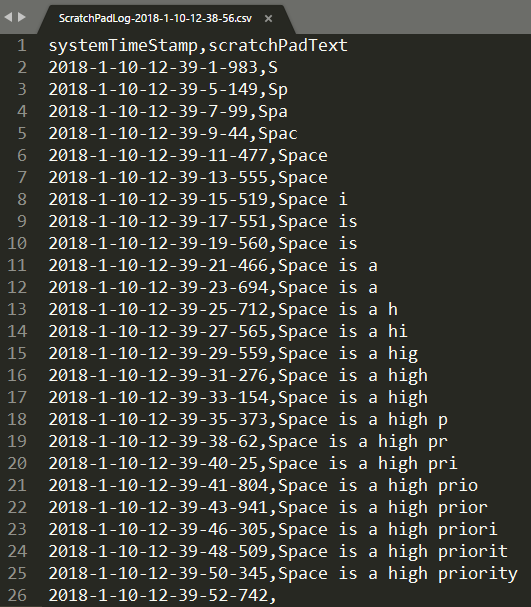 ScratchPadLog-2018-1-10-12-38-56.csv ×
1 systemTimeStamp,scratchPadText
2 2018-1-10-12-39-1-983,S
3 2018-1-10-12-39-5-149,Sp
4 2018-1-10-12-39-7-99,Spa
5 2018-1-10-12-39-9-44,Spac
6 2018-1-10-12-39-11-477,Space
7 2018-1-10-12-39-13-555,Space
8 2018-1-10-12-39-15-519,Space i
9 2018-1-10-12-39-17-551,Space is
10 2018-1-10-12-39-19-560,Space is
11 2018-1-10-12-39-21-466,Space is a
12 2018-1-10-12-39-23-694,Space is a
13 2018-1-10-12-39-25-712,Space is a h
14 2018-1-10-12-39-27-565,Space is a hi
15 2018-1-10-12-39-29-559,Space is a hig
16 2018-1-10-12-39-31-276,Space is a high
17 2018-1-10-12-39-33-154,Space is a high
18 2018-1-10-12-39-35-373,Space is a high p
19 2018-1-10-12-39-38-62,Space is a high pr
20 2018-1-10-12-39-40-25,Space is a high pri
21 2018-1-10-12-39-41-804,Space is a high prio
22 2018-1-10-12-39-43-941,Space is a high prior
23 2018-1-10-12-39-46-305,Space is a high priori
24 2018-1-10-12-39-48-509,Space is a high priorit
25 2018-1-10-12-39-50-345,Space is a high priority
26 2018-1-10-12-39-52-742,